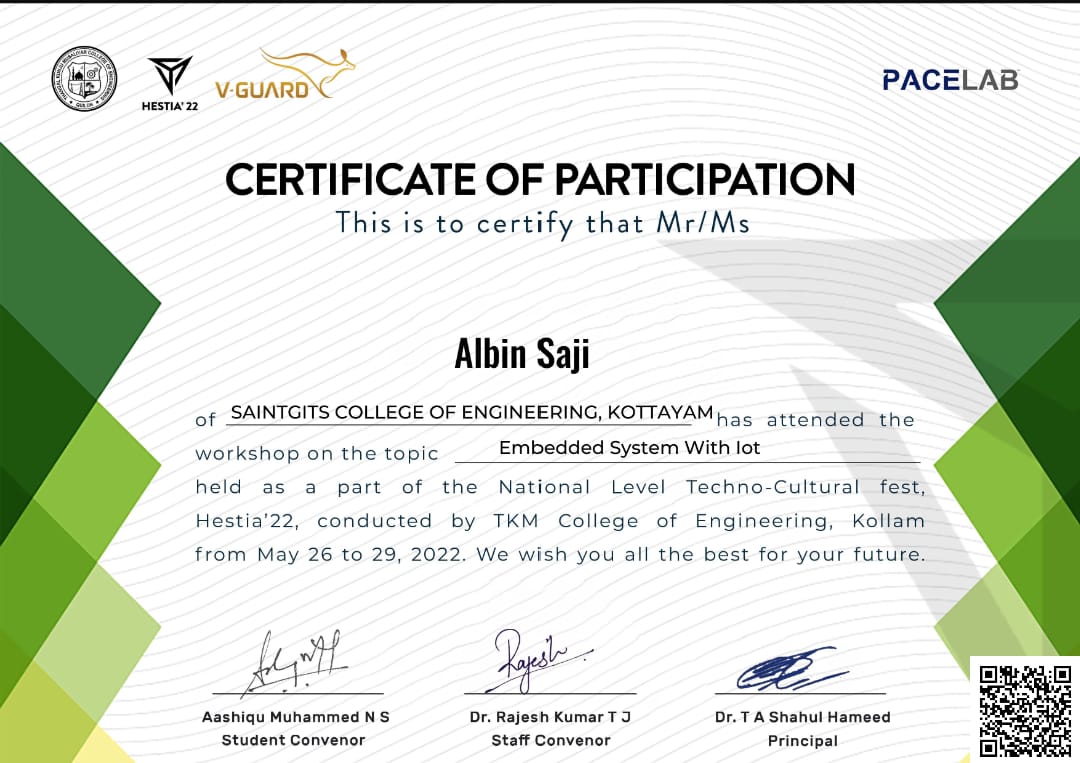 HESTIA'22
V-GUARD
PACELAB
CERTIFICATE OF PARTICIPATION
This is to certify that Mr/Ms
Albin Saji
of SAINTGITS COLLEGE OF ENGINEERING, KOTTAYAM has attended the
workshop on the topic Embedded System With Iot
held as a part of the National Level Techno-Cultural fest,
Hestia'22, conducted by TKM College of Engineering, Kollam
from May 26 to 29, 2022. We wish you all the best for your future.
Rajesh
Aashiqu Muhammed N S
Student Convenor
Dr. Rajesh Kumar T J
Staff Convenor
Dr. T A Shahul Hameed
Principal